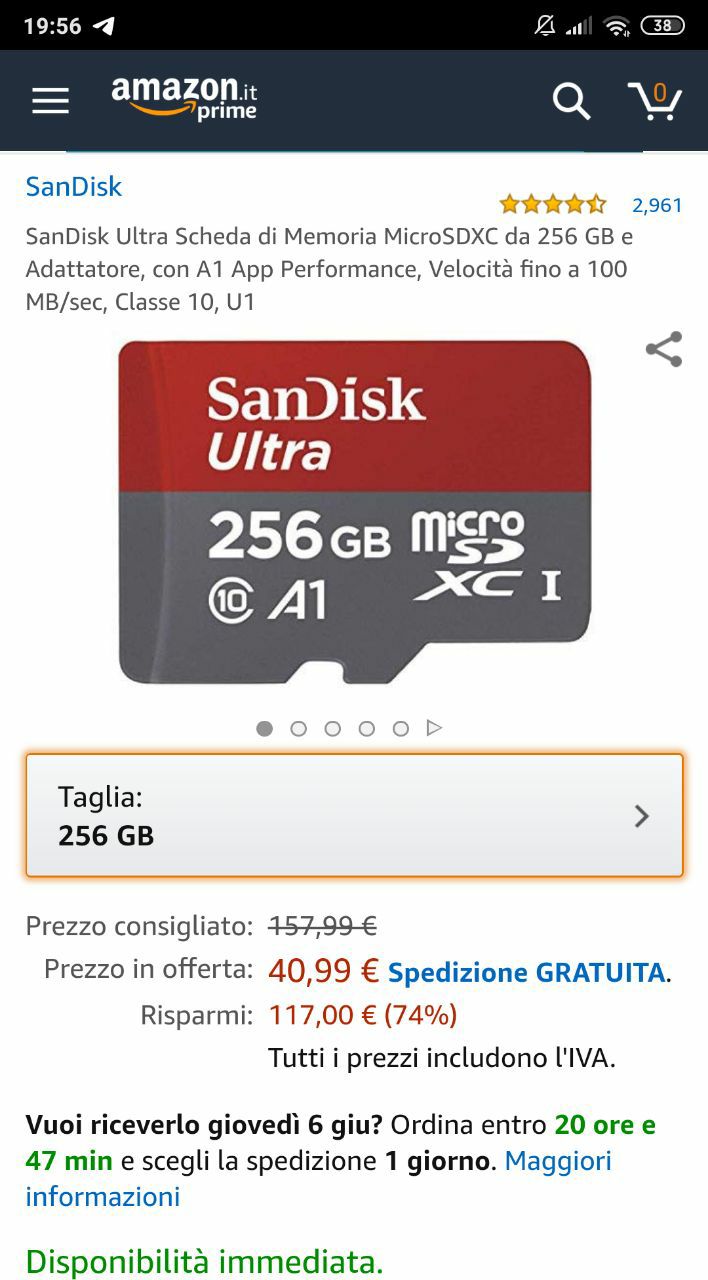 19:56
38
amazon.it
prime
0
SanDisk
2,961
SanDisk Ultra Scheda di Memoria MicroSDXC da 256 GB e
Adattatore, con A1 App Performance, Velocità fino a 100
MB/sec, Classe 10, U1
SanDisk
Ultra
256 GB micro
SD
XC I
10 A1
Taglia:
256 GB
Prezzo consigliato: 157,99 €
Prezzo in offerta: 40,99 € Spedizione GRATUITA.
Risparmi: 117,00 € (74%)
Tutti i prezzi includono l'IVA.
Vuoi riceverlo giovedì 6 giu? Ordina entro 20 ore e
47 min e scegli la spedizione 1 giorno. Maggiori
informazioni
Disponibilità immediata.